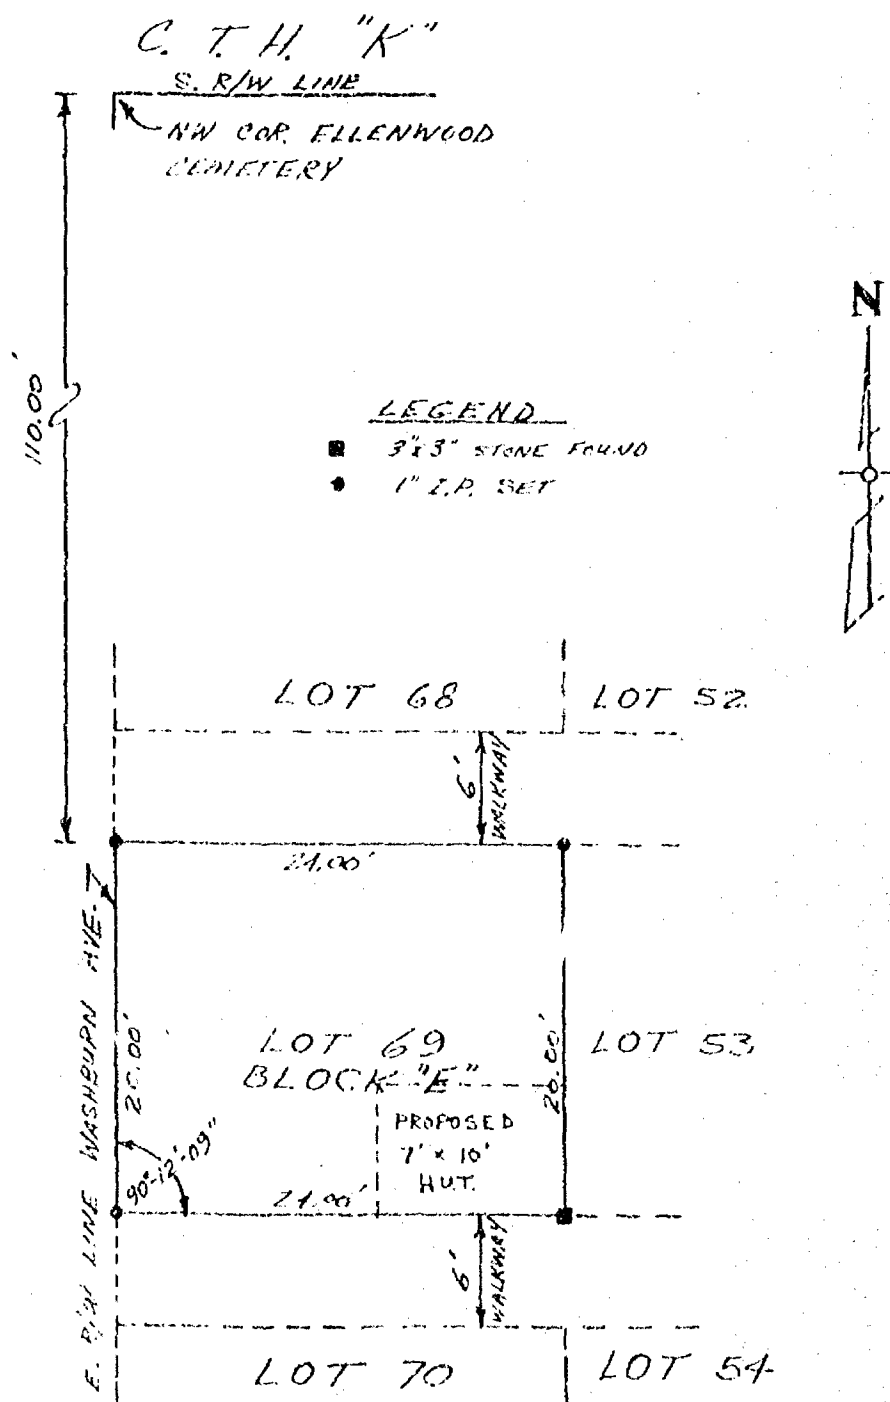 C. T. H. "K"
S. R/W LINE
NW COR. ELLENWOOD
CEMETERY
N
110.00'
LEGEND
3"x3" STONE FOUND
1" I.P. SET
LOT 68
LOT 52
6'
WALKWAY
24.00'
E. R/W LINE WASHBURN AVE.
20.00'
LOT 69
BLOCK "E"
20.00'
LOT 53
PROPOSED
7' x 10'
HUT.
90°-12'-09"
24.00'
6'
WALKWAY
LOT 70
LOT 54